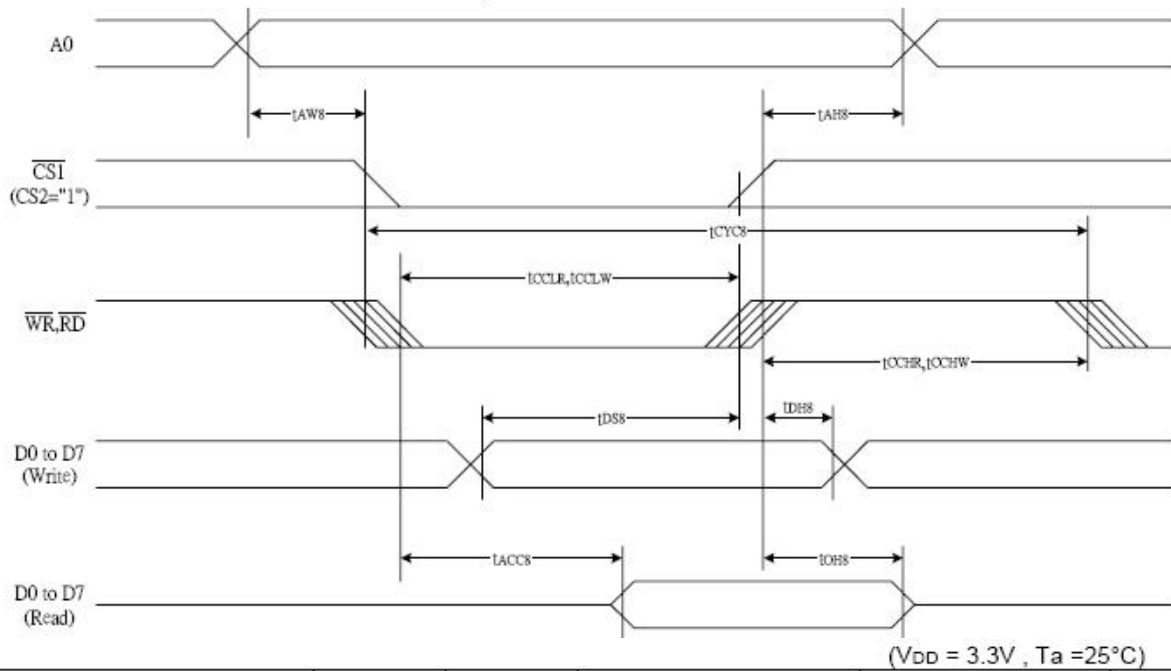 A0
tAW8
tAH8
CS1
(CS2="1")
tCYC8
tCCLR,tCCLW
WR,RD
tCCHR,tCCHW
tDS8
tDH8
D0 to D7
(Write)
tACC8
tOH8
D0 to D7
(Read)
(VDD = 3.3V , Ta =25°C)